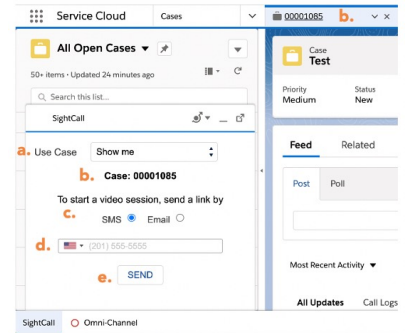 Service Cloud
Cases
00001085
b.
All Open Cases
50+ items • Updated 24 minutes ago
Search this list...
SightCall
a. Use Case
Show me
b. Case: 00001085
To start a video session, send a link by
c.
SMS
Email
d.
(201) 555-5555
e.
SEND
Case
Test
Priority
Medium
Status
New
Feed
Related
Post
Poll
Most Recent Activity
All Updates
Call Logs
SightCall
Omni-Channel